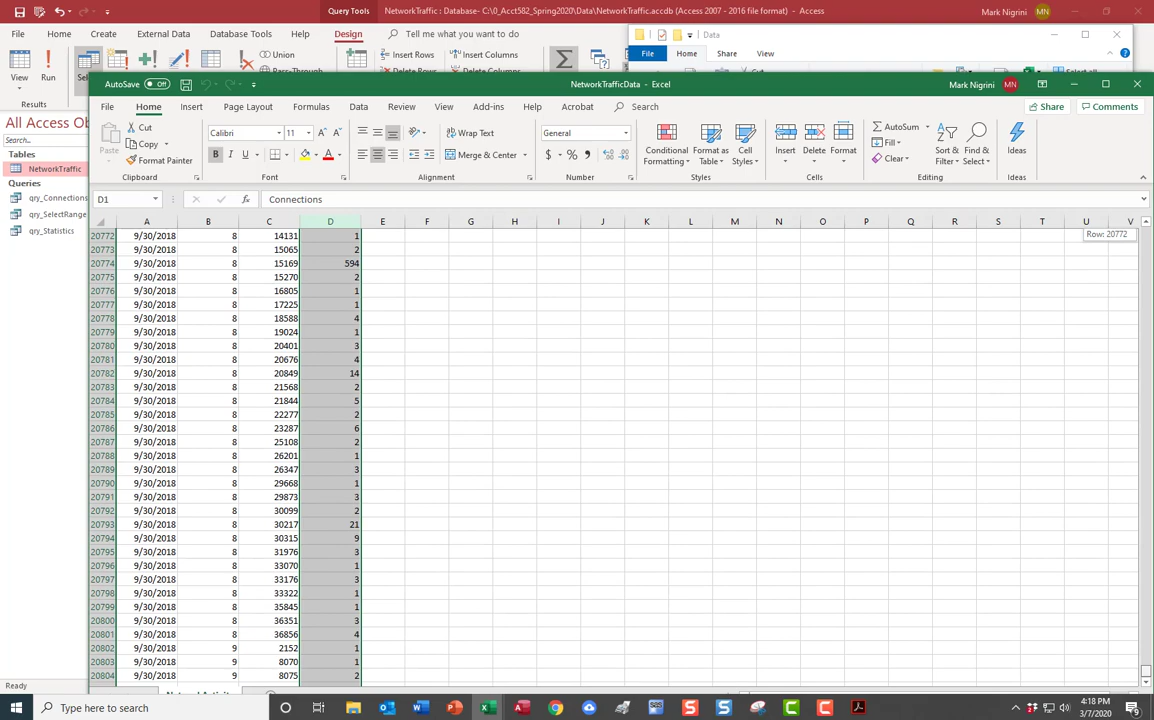 Query Tools NetworkTraffic : Database- C:\0_Acct582_Spring2020\Data\NetworkTraffic.accdb (Access 2007 - 2016 file format) - Access Mark Nigrini MN
File Home Create External Data Database Tools Help Design Tell me what you want to do
Data
File Home Share View
View Run Union Insert Rows Insert Columns
Results
AutoSave Off NetworkTrafficData - Excel Mark Nigrini MN
File Home Insert Page Layout Formulas Data Review View Add-ins Help Acrobat Search Share Comments
Paste Cut Copy Format Painter Calibri 11 Wrap Text Merge & Center General Conditional Formatting Format as Table Cell Styles Insert Delete Format AutoSum Fill Clear Sort & Filter Find & Select Ideas
Clipboard Font Alignment Number Styles Cells Editing Ideas
All Access Ob
Search...
Tables
NetworkTraffic
Queries
qry_Connections
qry_SelectRange
qry_Statistics
D1 fx Connections
A B C D E F G H I J K L M N O P Q R S T U V
Row: 20772
20772 9/30/2018 8 14131 1
20773 9/30/2018 8 15065 2
20774 9/30/2018 8 15169 594
20775 9/30/2018 8 15270 2
20776 9/30/2018 8 16805 1
20777 9/30/2018 8 17225 1
20778 9/30/2018 8 18588 4
20779 9/30/2018 8 19024 1
20780 9/30/2018 8 20401 3
20781 9/30/2018 8 20676 4
20782 9/30/2018 8 20849 14
20783 9/30/2018 8 21568 2
20784 9/30/2018 8 21844 5
20785 9/30/2018 8 22277 2
20786 9/30/2018 8 23287 6
20787 9/30/2018 8 25108 2
20788 9/30/2018 8 26201 1
20789 9/30/2018 8 26347 3
20790 9/30/2018 8 29668 1
20791 9/30/2018 8 29873 3
20792 9/30/2018 8 30099 2
20793 9/30/2018 8 30217 21
20794 9/30/2018 8 30315 9
20795 9/30/2018 8 31976 3
20796 9/30/2018 8 33070 1
20797 9/30/2018 8 33176 3
20798 9/30/2018 8 33322 1
20799 9/30/2018 8 35845 1
20800 9/30/2018 8 36351 3
20801 9/30/2018 8 36856 4
20802 9/30/2018 9 2152 1
20803 9/30/2018 9 8070 1
20804 9/30/2018 9 8075 2
Ready
Type here to search
4:18 PM
3/7/2020